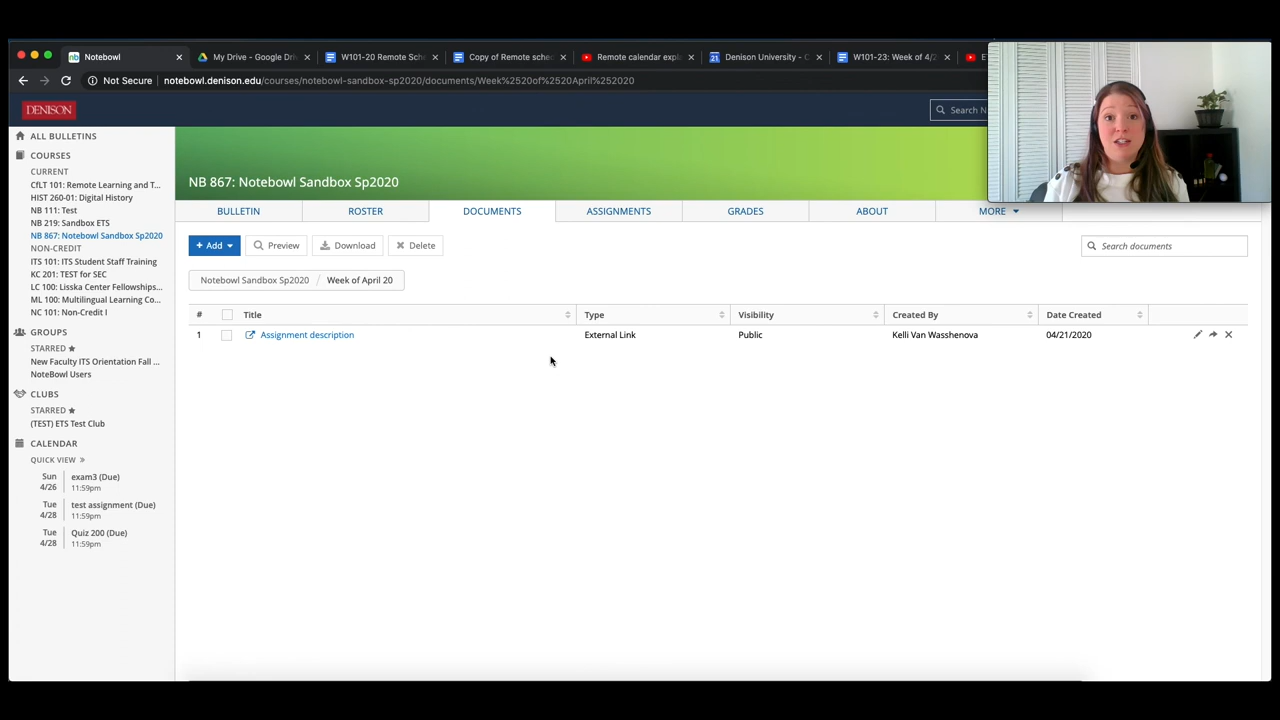 Notebowl
My Drive - Google Dri
W101-23: Remote
Copy of Remote sch
Remote calendar exp
Denison University - C
W101-23: Week of 4/
Not Secure
notebowl.denison.edu/courses/notebowl-sandbox-sp2020/documents/Week%2520of%2520April%252020
DENISON
Search N
ALL BULLETINS
COURSES
CURRENT
CfLT 101: Remote Learning and T...
HIST 260-01: Digital History
NB 111: Test
NB 219: Sandbox ETS
NB 867: Notebowl Sandbox Sp2020
NON-CREDIT
ITS 101: ITS Student Staff Training
KC 201: TEST for SEC
LC 100: Lisska Center Fellowships...
ML 100: Multilingual Learning Co...
NC 101: Non-Credit I
GROUPS
STARRED
New Faculty ITS Orientation Fall ...
NoteBowl Users
CLUBS
STARRED
(TEST) ETS Test Club
CALENDAR
QUICK VIEW »
Sun 4/26 exam3 (Due) 11:59pm
Tue 4/28 test assignment (Due) 11:59pm
Tue 4/28 Quiz 200 (Due) 11:59pm
NB 867: Notebowl Sandbox Sp2020
BULLETIN ROSTER DOCUMENTS ASSIGNMENTS GRADES ABOUT MORE
+ Add Preview Download Delete
Search documents
Notebowl Sandbox Sp2020 / Week of April 20
# Title Type Visibility Created By Date Created
1 Assignment description External Link Public Kelli Van Wasshenova 04/21/2020